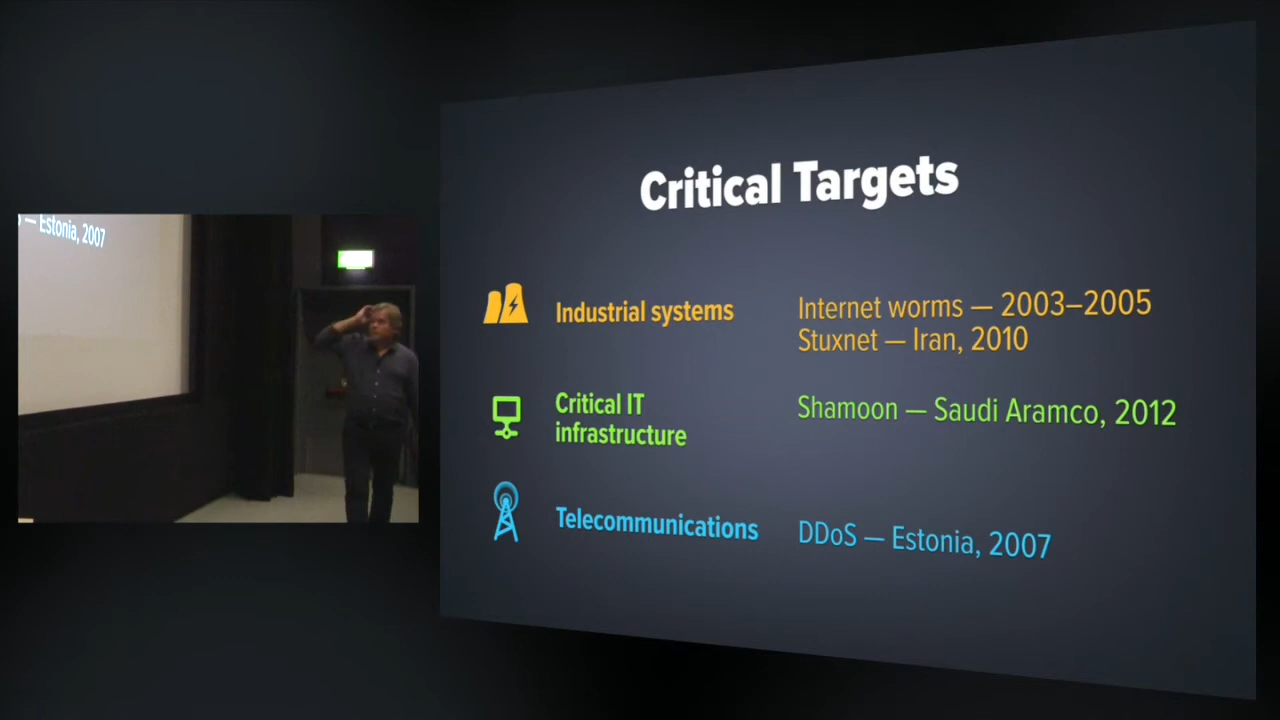 — Estonia, 2007
Critical Targets
Industrial systems
Internet worms — 2003–2005
Stuxnet — Iran, 2010
Critical IT
infrastructure
Shamoon — Saudi Aramco, 2012
Telecommunications
DDoS — Estonia, 2007